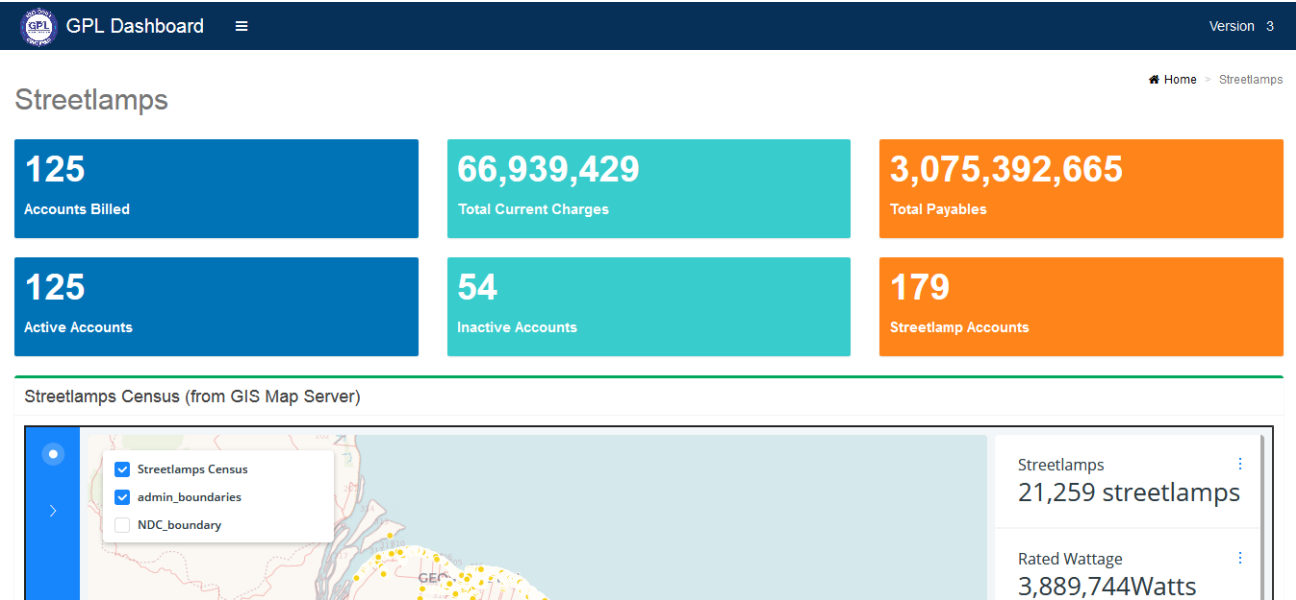 GPL
GPL Dashboard
Version 3
Home > Streetlamps
Streetlamps
125
Accounts Billed
66,939,429
Total Current Charges
3,075,392,665
Total Payables
125
Active Accounts
54
Inactive Accounts
179
Streetlamp Accounts
Streetlamps Census (from GIS Map Server)
Streetlamps Census
admin_boundaries
NDC_boundary
Streetlamps
21,259 streetlamps
Rated Wattage
3,889,744Watts